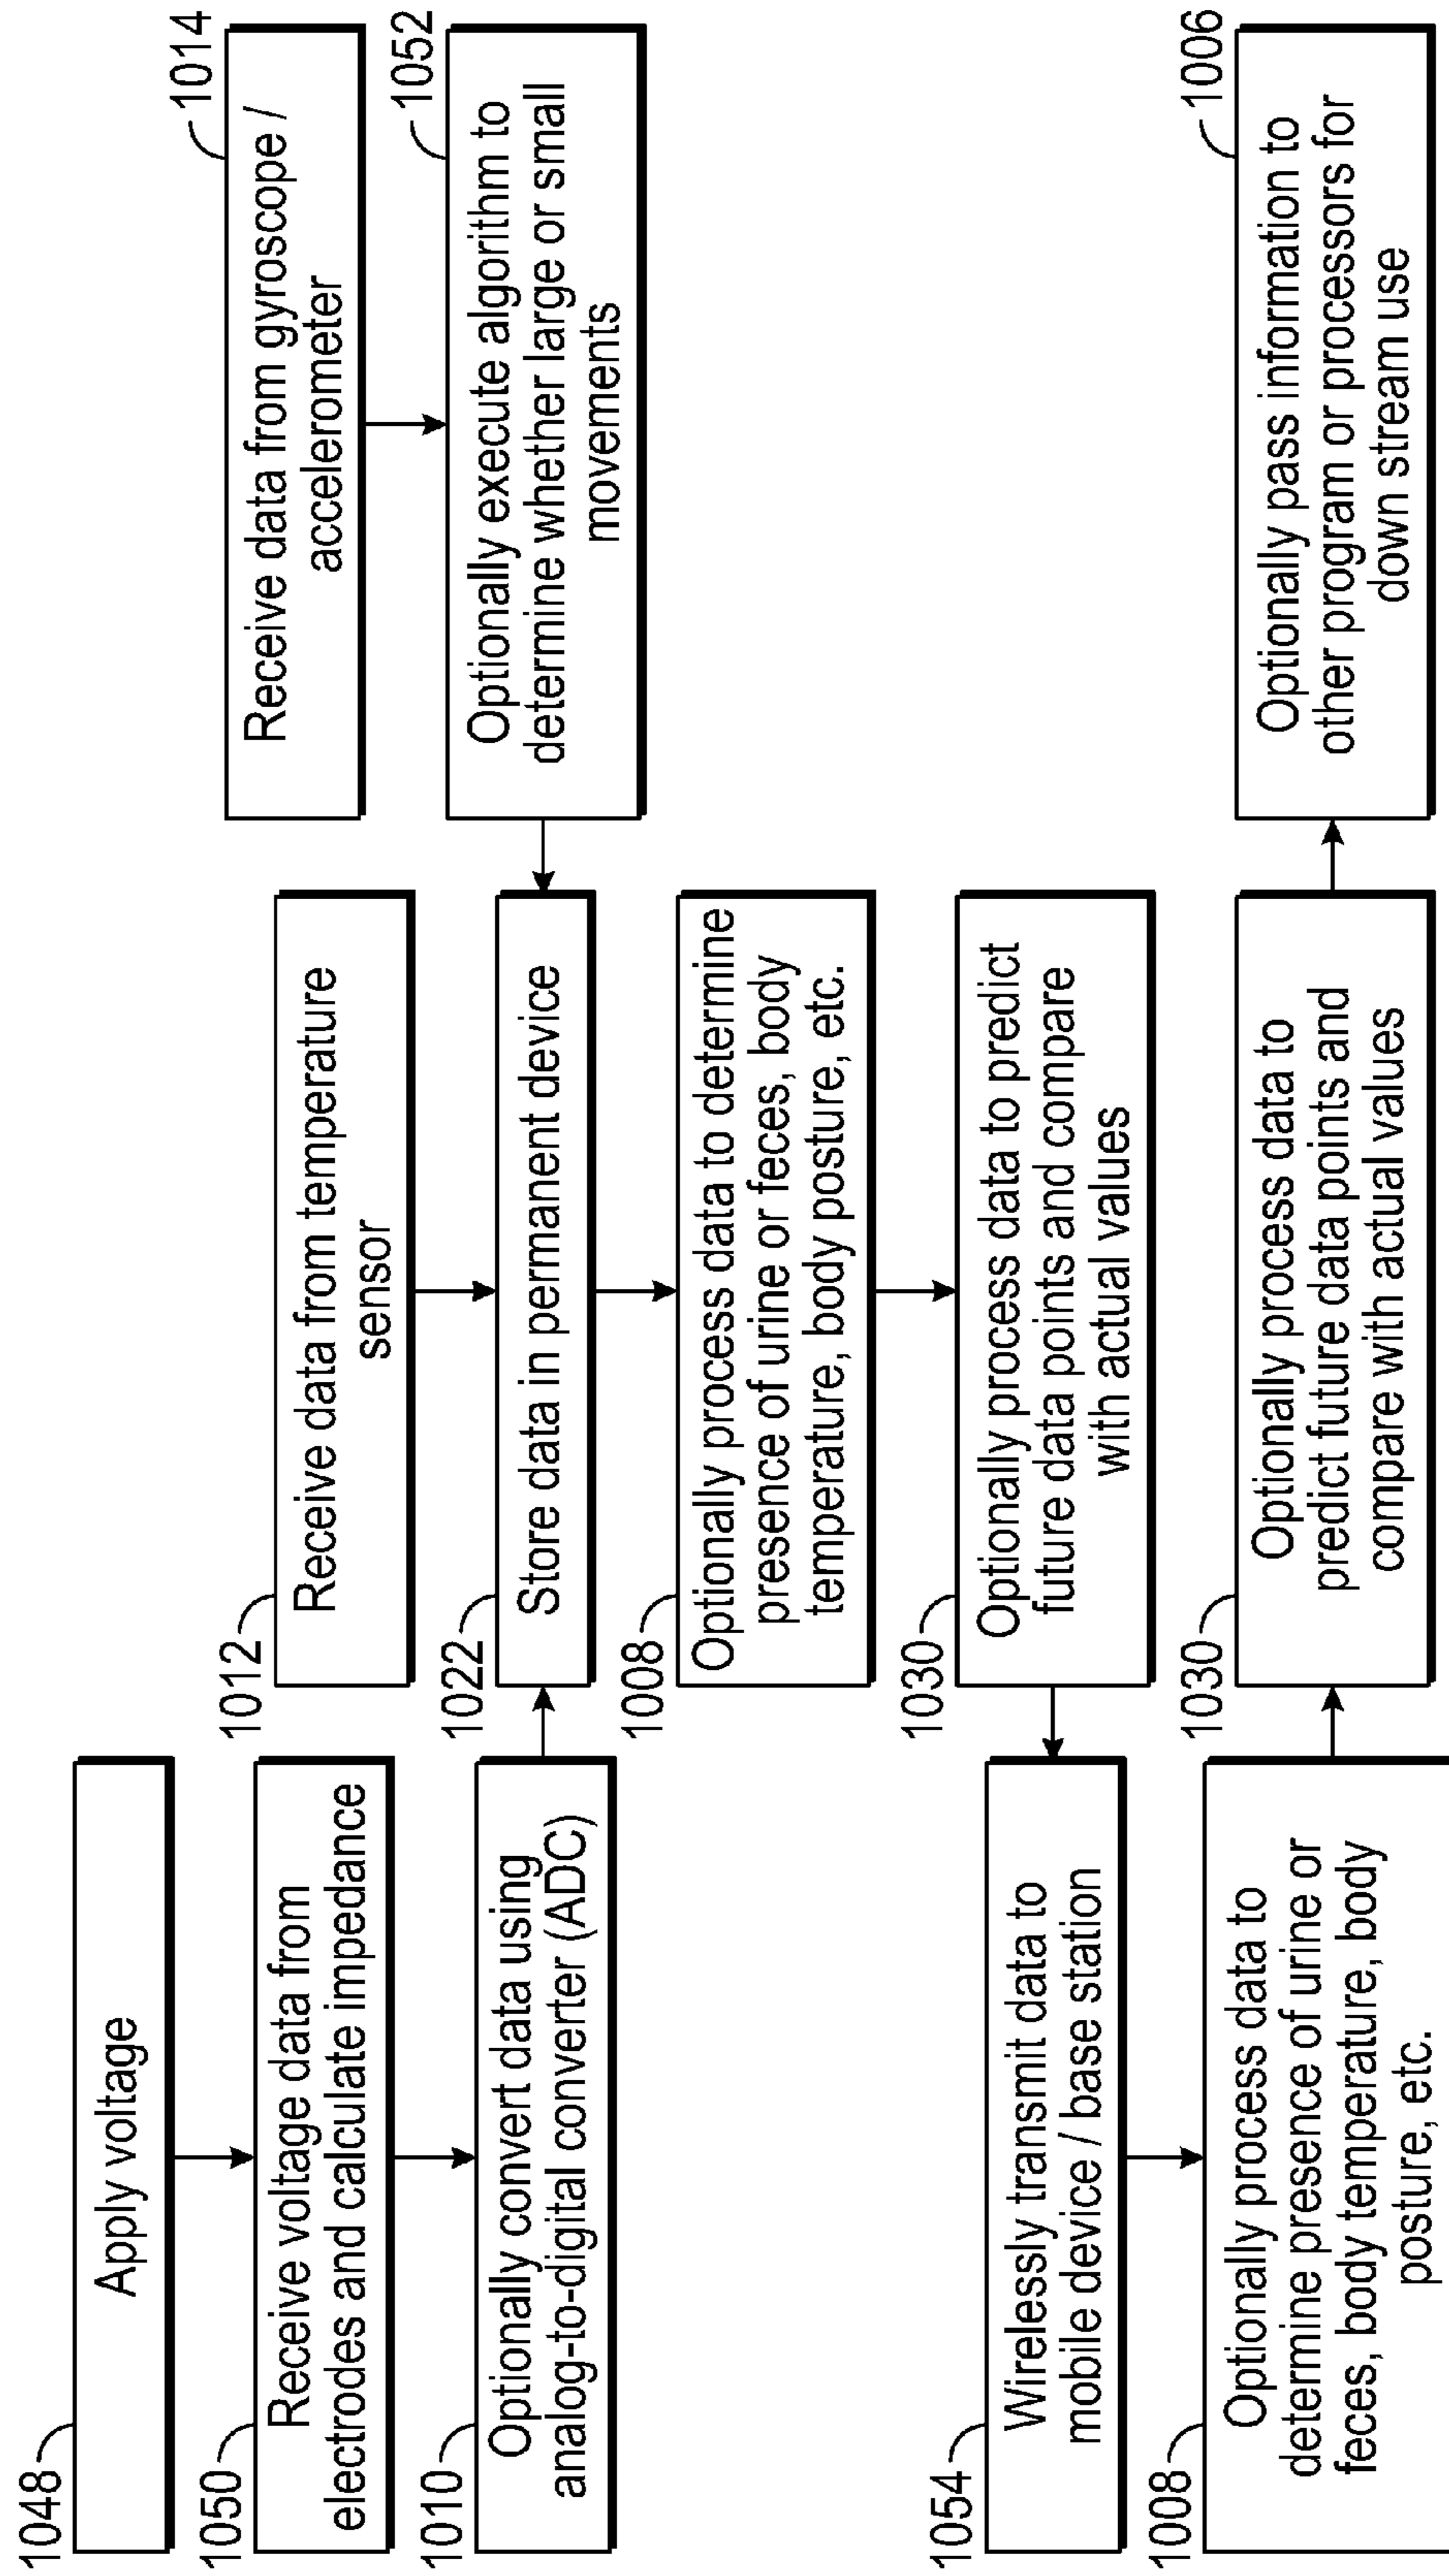 1048
Apply voltage
1050
Receive voltage data from
electrodes and calculate impedance
1010
Optionally convert data using
analog-to-digital converter (ADC)
1012
Receive data from temperature
sensor
1014
Receive data from gyroscope /
accelerometer
1052
Optionally execute algorithm to
determine whether large or small
movements
1022
Store data in permanent device
1008
Optionally process data to determine
presence of urine or feces, body
temperature, body posture, etc.
1030
Optionally process data to predict
future data points and compare
with actual values
1054
Wirelessly transmit data to
mobile device / base station
1008
Optionally process data to
determine presence of urine or
feces, body temperature, body
posture, etc.
1030
Optionally process data to
predict future data points and
compare with actual values
1006
Optionally pass information to
other program or processors for
down stream use